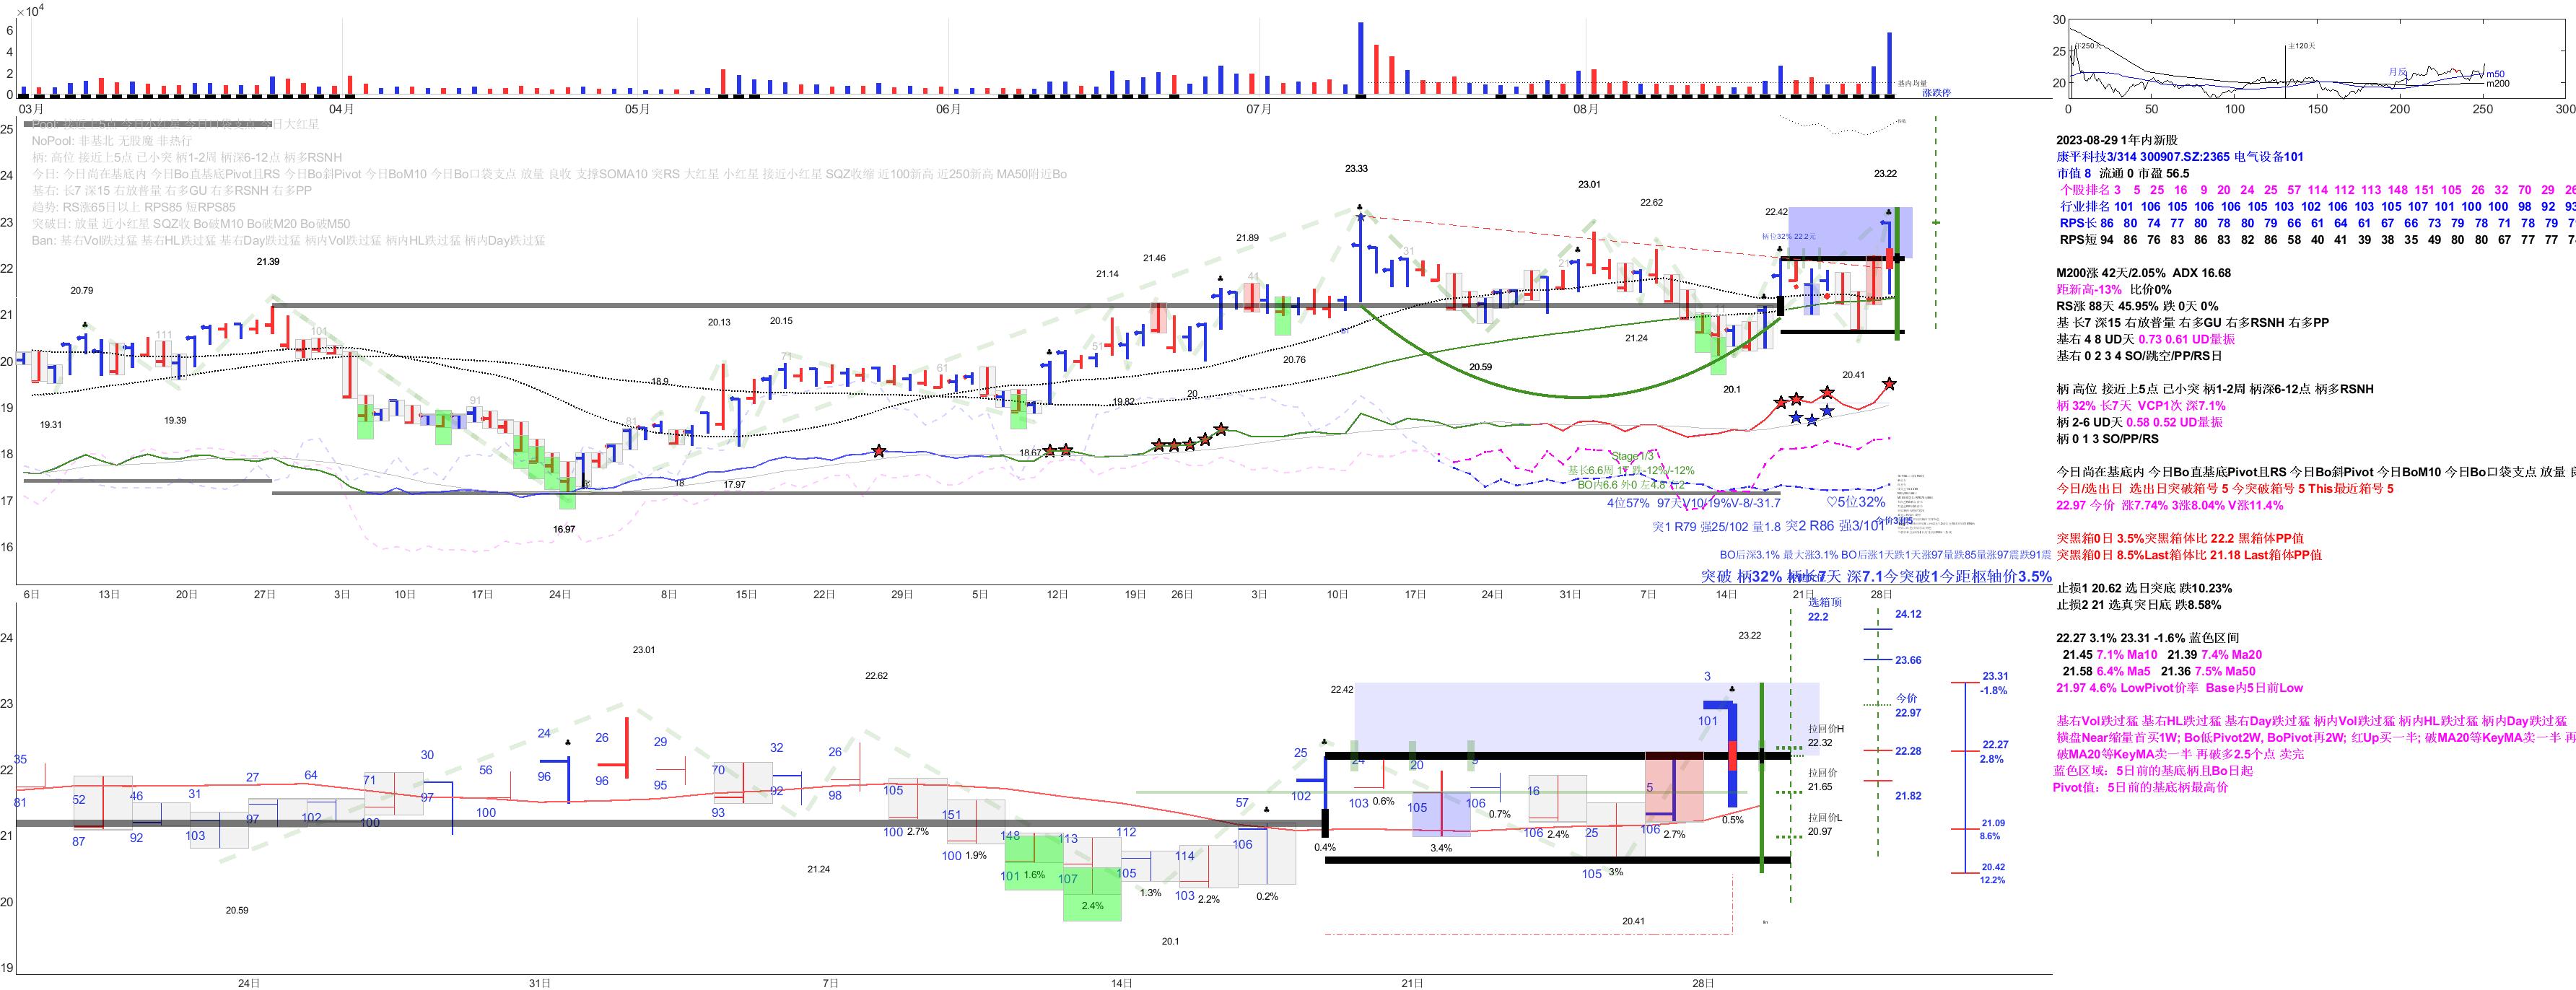 ×10⁴
6
4
2
0
03月
04月
05月
06月
07月
08月
基内均量
涨跌停
30
25
20
年250天
主120天
月反
m50
m200
0
50
100
150
200
250
300
25
24
23
22
21
20
19
18
17
16
NoPool: 非基北 无股魔 非热行
柄: 高位 接近上5点 已小突 柄1-2周 柄深6-12点 柄多RSNH
今日: 今日尚在基底内 今日Bo直基底Pivot且RS 今日Bo斜Pivot 今日BoM10 今日Bo口袋支点 放量 良收 支撑SOMA10 突RS 大红星 小红星 接近小红星 SQZ收缩 近100新高 近250新高 MA50附近Bo
基右: 长7 深15 右放普量 右多GU 右多RSNH 右多PP
趋势: RS涨65日以上 RPS85 短RPS85
突破日: 放量 近小红星 SQZ收 Bo破M10 Bo破M20 Bo破M50
Ban: 基右Vol跌过猛 基右HL跌过猛 基右Day跌过猛 柄内Vol跌过猛 柄内HL跌过猛 柄内Day跌过猛
23.33
23.01
22.62
22.42
23.22
柄位32% 22.2元
21.39
20.79
21.89
21.46
21.14
20.13
20.15
20.76
20.59
21.24
20.1
20.41
19.31
19.39
18.9
19.82
20
18.67
17.97
18
16.97
111
101
91
81
71
61
51
41
31
21
11
Stage1/3
基长6.6周 1T 跌-12%/-12%
BO内6.6 外0 左4.8 右2
4位57% 97天V10/19%V-8/-31.7
♡5位32%
突1 R79 强25/102 量1.8 突2 R86 强3/101
BO后深3.1% 最大涨3.1% BO后涨1天跌1天涨97量跌85量涨97震跌91震
突破 柄32% 柄长7天 深7.1今突破1今距枢轴价3.5%
6日
13日
20日
27日
3日
10日
17日
24日
8日
15日
22日
29日
5日
12日
19日
26日
3日
10日
17日
24日
31日
7日
14日
21日
28日
2023-08-29 1年内新股
康平科技3/314 300907.SZ:2365 电气设备101
市值 8 流通 0 市盈 56.5
个股排名 3 5 25 16 9 20 24 25 57 114 112 113 148 151 105 26 32 70 29 26
行业排名 101 106 105 106 106 105 103 102 106 103 105 107 101 100 100 98 92 93
RPS长 86 80 74 77 80 78 80 79 66 61 64 61 67 66 73 79 78 71 78 79
RPS短 94 86 76 83 86 83 82 86 58 40 41 39 38 35 49 80 80 67 77 77
M200涨 42天/2.05% ADX 16.68
距新高-13% 比价0%
RS涨 88天 45.95% 跌 0天 0%
基 长7 深15 右放普量 右多GU 右多RSNH 右多PP
基右 4 8 UD天 0.73 0.61 UD量振
基右 0 2 3 4 SO/跳空/PP/RS日
柄 高位 接近上5点 已小突 柄1-2周 柄深6-12点 柄多RSNH
柄 32% 长7天 VCP1次 深7.1%
柄 2-6 UD天 0.58 0.52 UD量振
柄 0 1 3 SO/PP/RS
今日尚在基底内 今日Bo直基底Pivot且RS 今日Bo斜Pivot 今日BoM10 今日Bo口袋支点 放量
今日/选出日 选出日突破箱号 5 今突破箱号 5 This最近箱号 5
22.97 今价 涨7.74% 3涨8.04% V涨11.4%
突黑箱0日 3.5%突黑箱体比 22.2 黑箱体PP值
突黑箱0日 8.5%Last箱体比 21.18 Last箱体PP值
止损1 20.62 选日突底 跌10.23%
止损2 21 选真突日底 跌8.58%
22.27 3.1% 23.31 -1.6% 蓝色区间
21.45 7.1% Ma10 21.39 7.4% Ma20
21.58 6.4% Ma5 21.36 7.5% Ma50
21.97 4.6% LowPivot价率 Base内5日前Low
基右Vol跌过猛 基右HL跌过猛 基右Day跌过猛 柄内Vol跌过猛 柄内HL跌过猛 柄内Day跌过猛
横盘Near缩量首买1W; Bo低Pivot2W, BoPivot再2W; 红Up买一半; 破MA20等KeyMA卖一半
破MA20等KeyMA卖一半 再破多2.5个点 卖完
蓝色区域: 5日前的基底柄且Bo日起
Pivot值: 5日前的基底柄最高价
24
23
22
21
20
19
35
81
52
87
46
92
31
103
27
97
64
102
71
100
30
97
56
100
24
96
26
96
29
95
70
93
32
92
26
98
105
100
2.7%
151
100
1.9%
148
101
1.6%
113
107
2.4%
112
105
1.3%
114
103
2.2%
57
106
0.2%
25
102
0.4%
24
103
0.6%
20
105
3.4%
9
106
0.7%
16
106
2.4%
25
105
3%
5
106
2.7%
3
101
0.5%
23.01
22.62
22.42
23.22
20.59
21.24
20.1
20.41
选箱顶
22.2
拉回价H
22.32
拉回价
21.65
拉回价L
20.97
24.12
23.66
今价
22.97
22.28
21.82
23.31
-1.8%
22.27
2.8%
21.09
8.6%
20.42
12.2%
24日
31日
7日
14日
21日
28日